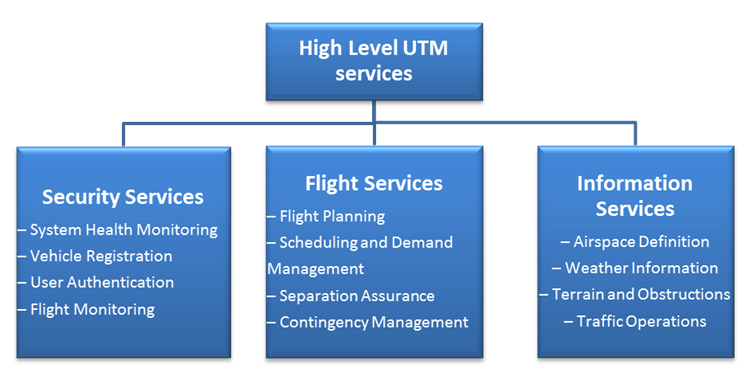 High Level UTM
services
Security Services
– System Health Monitoring
– Vehicle Registration
– User Authentication
– Flight Monitoring
Flight Services
– Flight Planning
– Scheduling and Demand
Management
– Separation Assurance
– Contingency Management
Information
Services
– Airspace Definition
– Weather Information
– Terrain and Obstructions
– Traffic Operations